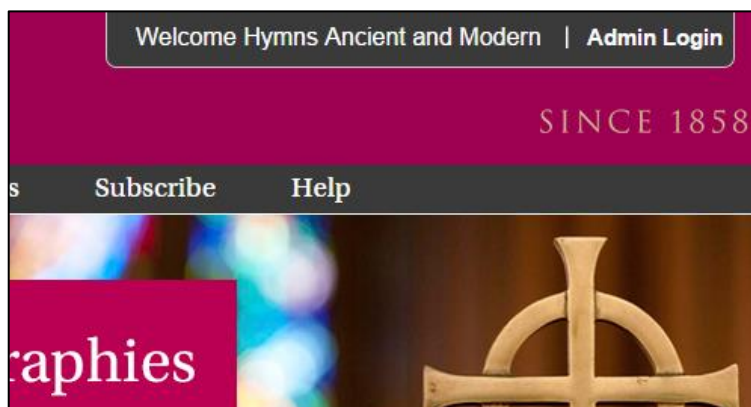 Welcome Hymns Ancient and Modern | Admin Login
SINCE 1858
s Subscribe Help
raphies